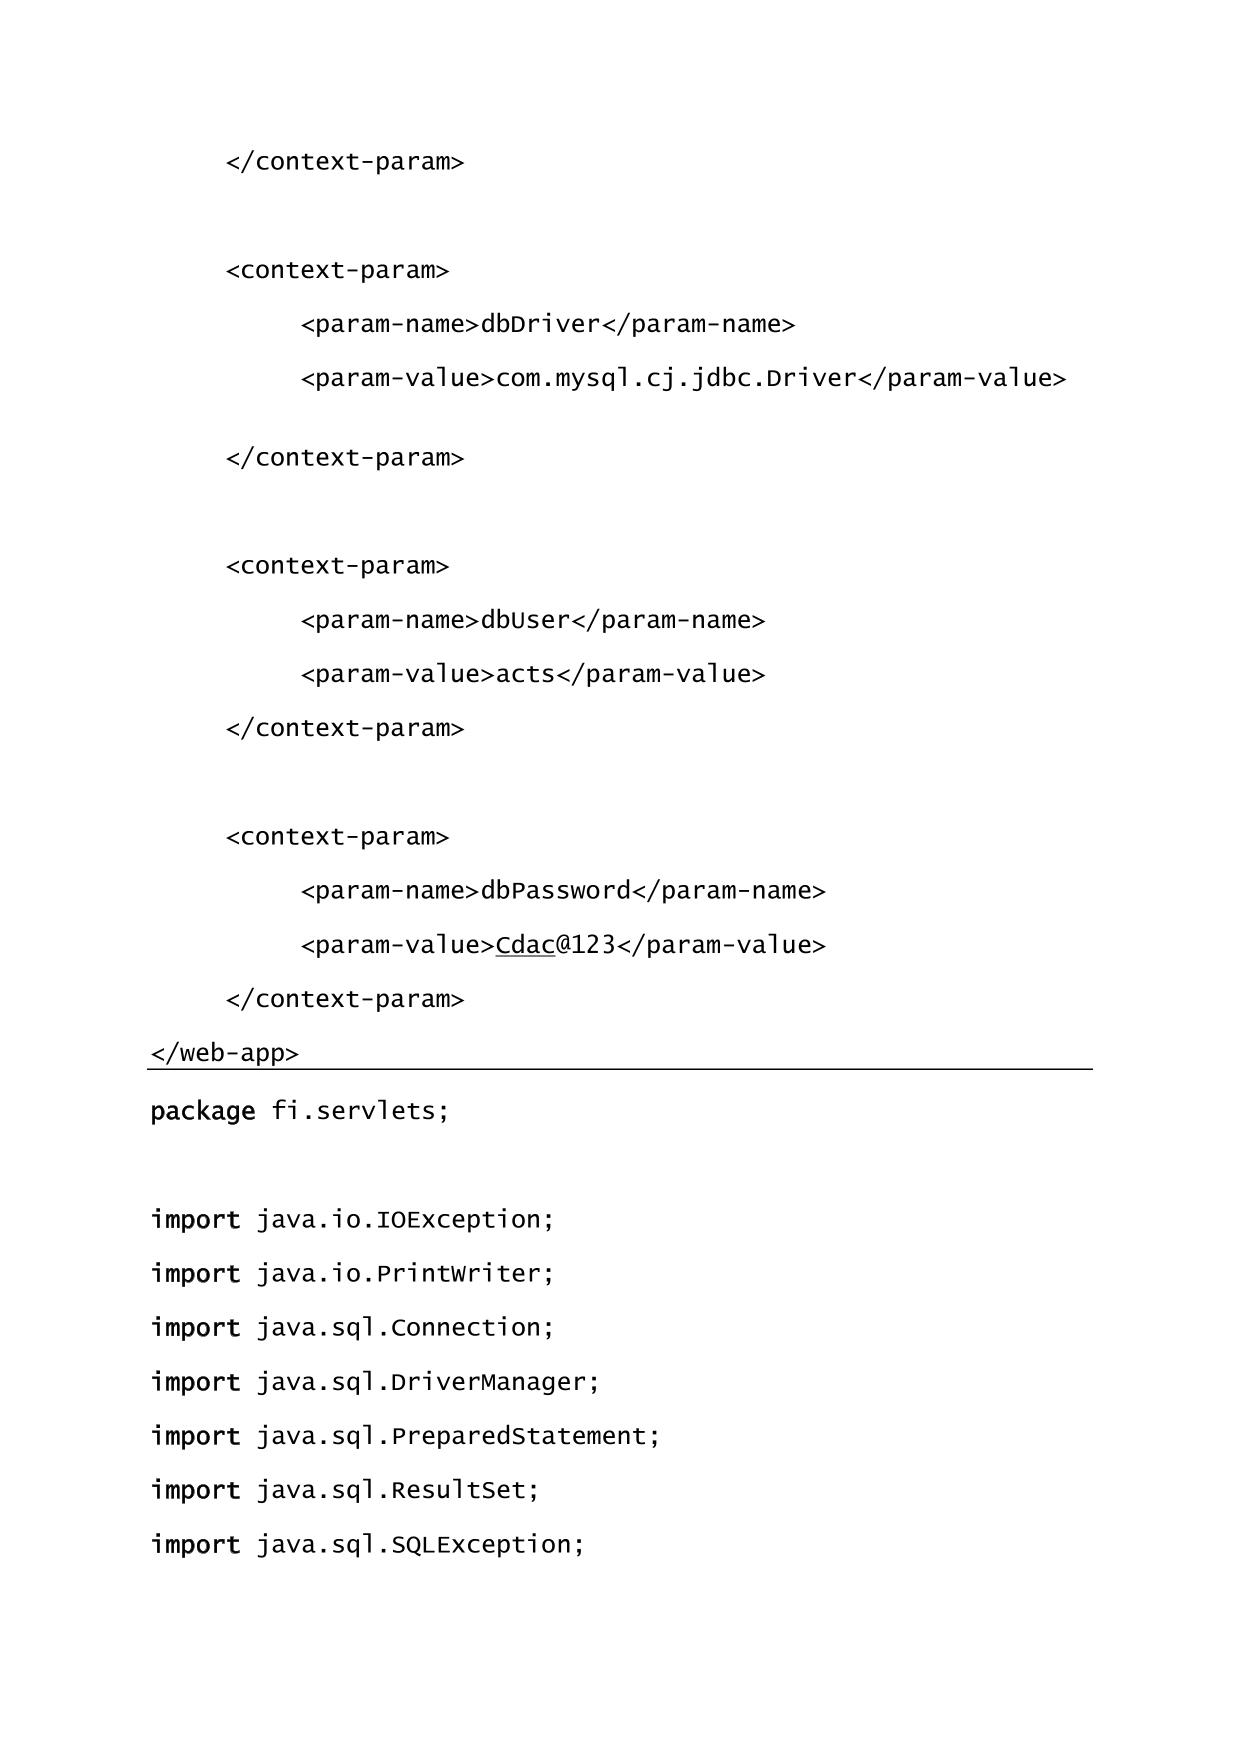 </context-param>
<context-param>
<param-name>dbDriver</param-name>
<param-value>com.mysql.cj.jdbc.Driver</param-value>
</context-param>
<context-param>
<param-name>dbUser</param-name>
<param-value>acts</param-value>
</context-param>
<context-param>
<param-name>dbPassword</param-name>
<param-value>Cdac@123</param-value>
</context-param>
</web-app>
package fi.servlets;
import java.io.IOException;
import java.io.PrintWriter;
import java.sql.Connection;
import java.sql.DriverManager;
import java.sql.PreparedStatement;
import java.sql.ResultSet;
import java.sql.SQLException;